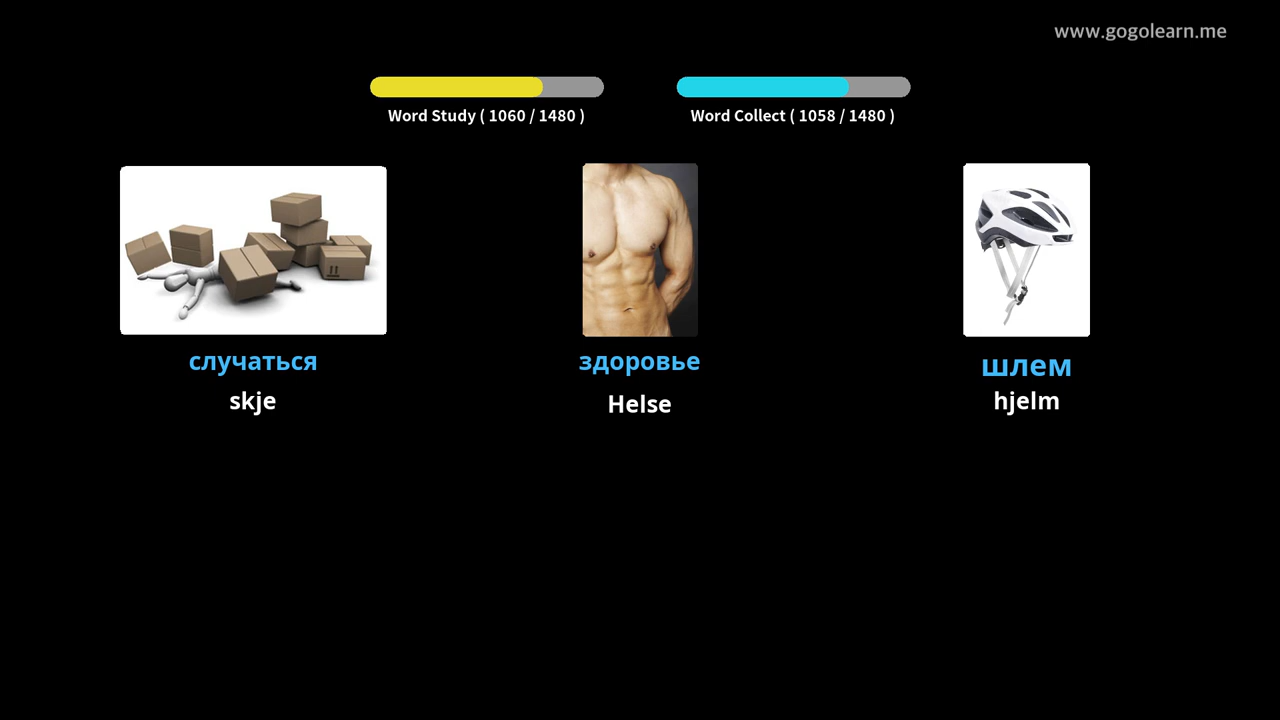 www.gogolearn.me
Word Study ( 1060 / 1480 )
Word Collect ( 1058 / 1480 )
случаться
skje
здоровье
Helse
шлем
hjelm